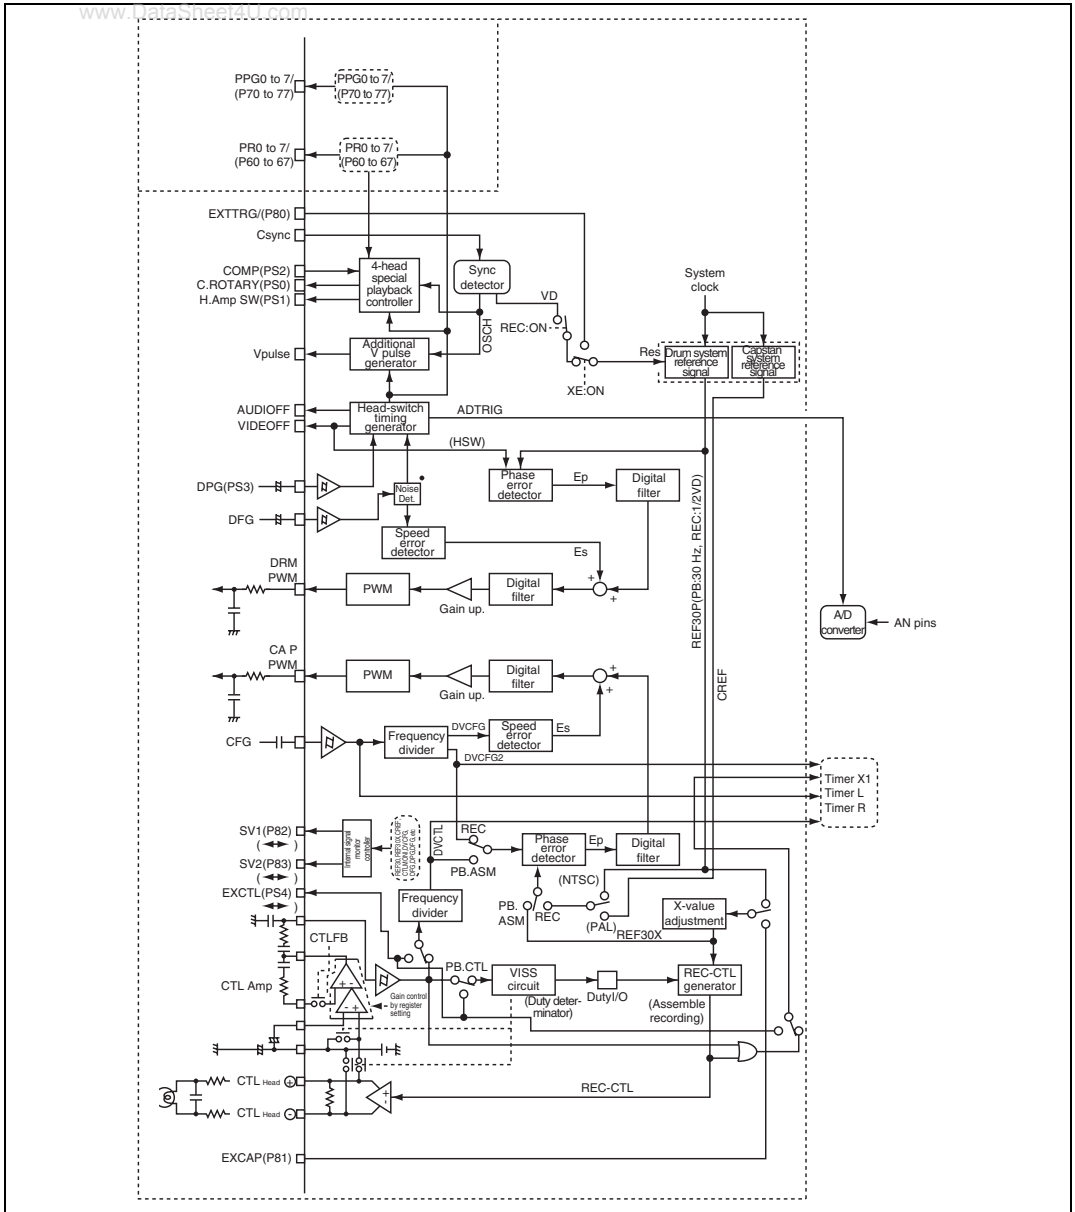 www.DataSheet4U.com
PPG0 to 7/
(P70 to 77)
PPG0 to 7/
(P70 to 77)
PR0 to 7/
(P60 to 67)
PR0 to 7/
(P60 to 67)
EXTTRG/(P80)
Csync
COMP(PS2)
C.ROTARY(PS0)
H.Amp SW(PS1)
4-head
special
playback
controller
Sync
detector
System
clock
VD
REC:ON
OSCH
Vpulse
Additional
V pulse
generator
Res
Drum system
reference
signal
Capstan
system
reference
signal
XE:ON
AUDIOFF
VIDEOFF
Head-switch
timing
generator
ADTRIG
(HSW)
DPG(PS3)
Noise
Det.
Phase
error
detector
Ep
Digital
filter
DFG
Speed
error
detector
Es
REF30P(PB:30 Hz, REC:1/2VD)
DRM
PWM
PWM
Gain up.
Digital
filter
+
+
A/D
converter
AN pins
CA P
PWM
PWM
Gain up.
Digital
filter
+
+
CREF
CFG
Frequency
divider
DVCFG
Speed
error
detector
Es
DVCFG2
Timer X1
Timer L
Timer R
SV1(P82)
( )
SV2(P83)
( )
Internal signal
monitor
controller
REF30, REF30X, CREF,
CTLMON, DVCFG,
DFG, DPG, etc
DVCTL
REC
PB.ASM
Phase
error
detector
Ep
Digital
filter
EXCTL(PS4)
( )
Frequency
divider
(NTSC)
PB.
ASM
REC
(PAL)
X-value
adjustment
REF30X
CTLFB
CTL Amp
+ -
- +
Gain control
by register
setting
PB.CTL
VISS
circuit
(Duty deter-
minator)
DutyI/O
REC-CTL
generator
(Assemble
recording)
CTL Head +
CTL Head -
+
-
REC-CTL
EXCAP(P81)